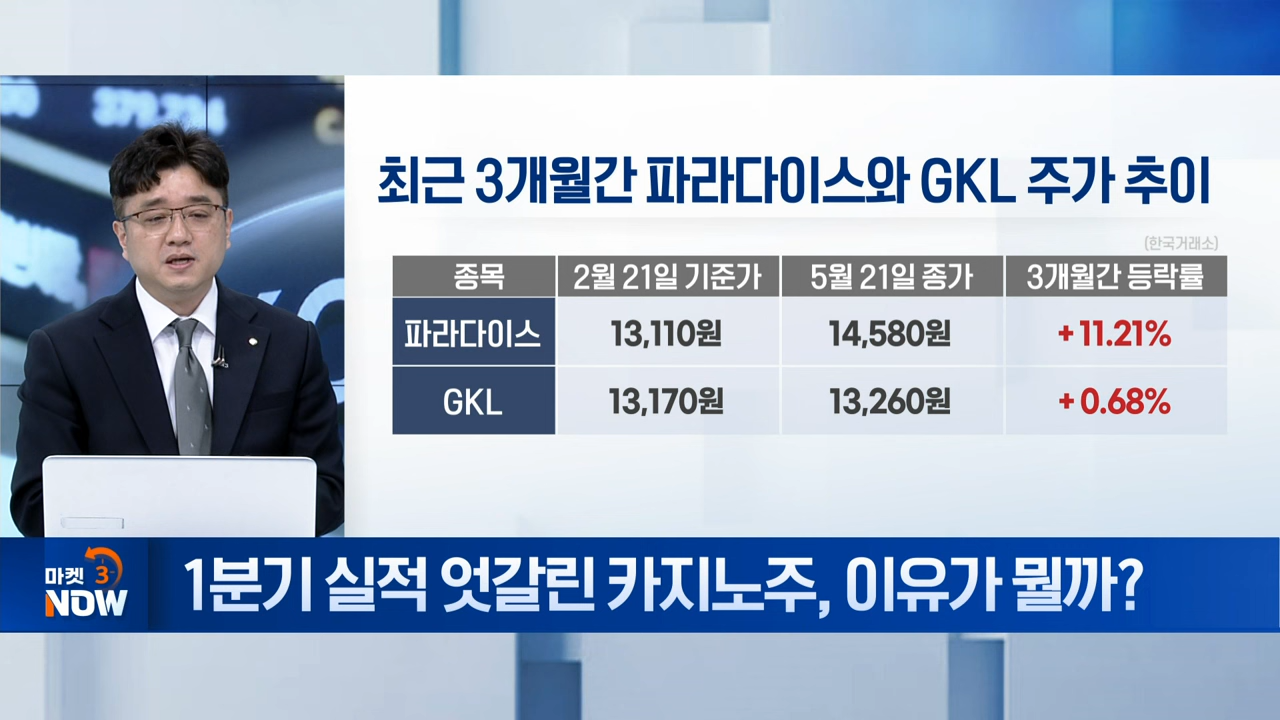 379.734
최근 3개월간 파라다이스와 GKL 주가 추이
(한국거래소)
종목 2월 21일 기준가 5월 21일 종가 3개월간 등락률
파라다이스 13,110원 14,580원 +11.21%
GKL 13,170원 13,260원 +0.68%
마켓 3
NOW
1분기 실적 엇갈린 카지노주, 이유가 뭘까?